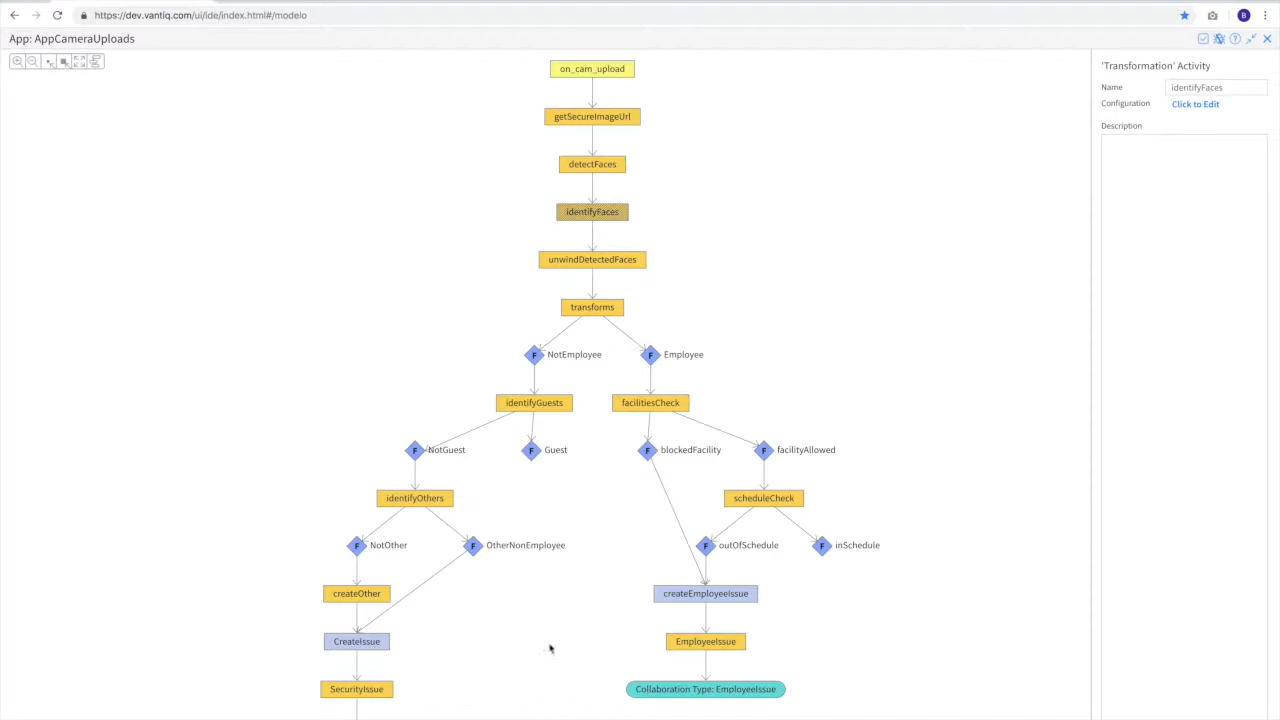 https://dev.vantiq.com/ui/ide/index.html#/modelo
B
App: AppCameraUploads
on_cam_upload
'Transformation' Activity
Name
identifyFaces
Configuration
Click to Edit
Description
getSecureImageUrl
detectFaces
identifyFaces
unwindDetectedFaces
transforms
F NotEmployee
F Employee
identifyGuests
facilitiesCheck
F NotGuest
F Guest
F blockedFacility
F facilityAllowed
identifyOthers
scheduleCheck
F NotOther
F OtherNonEmployee
F outOfSchedule
F inSchedule
createOther
createEmployeeIssue
CreateIssue
EmployeeIssue
SecurityIssue
Collaboration Type: EmployeeIssue